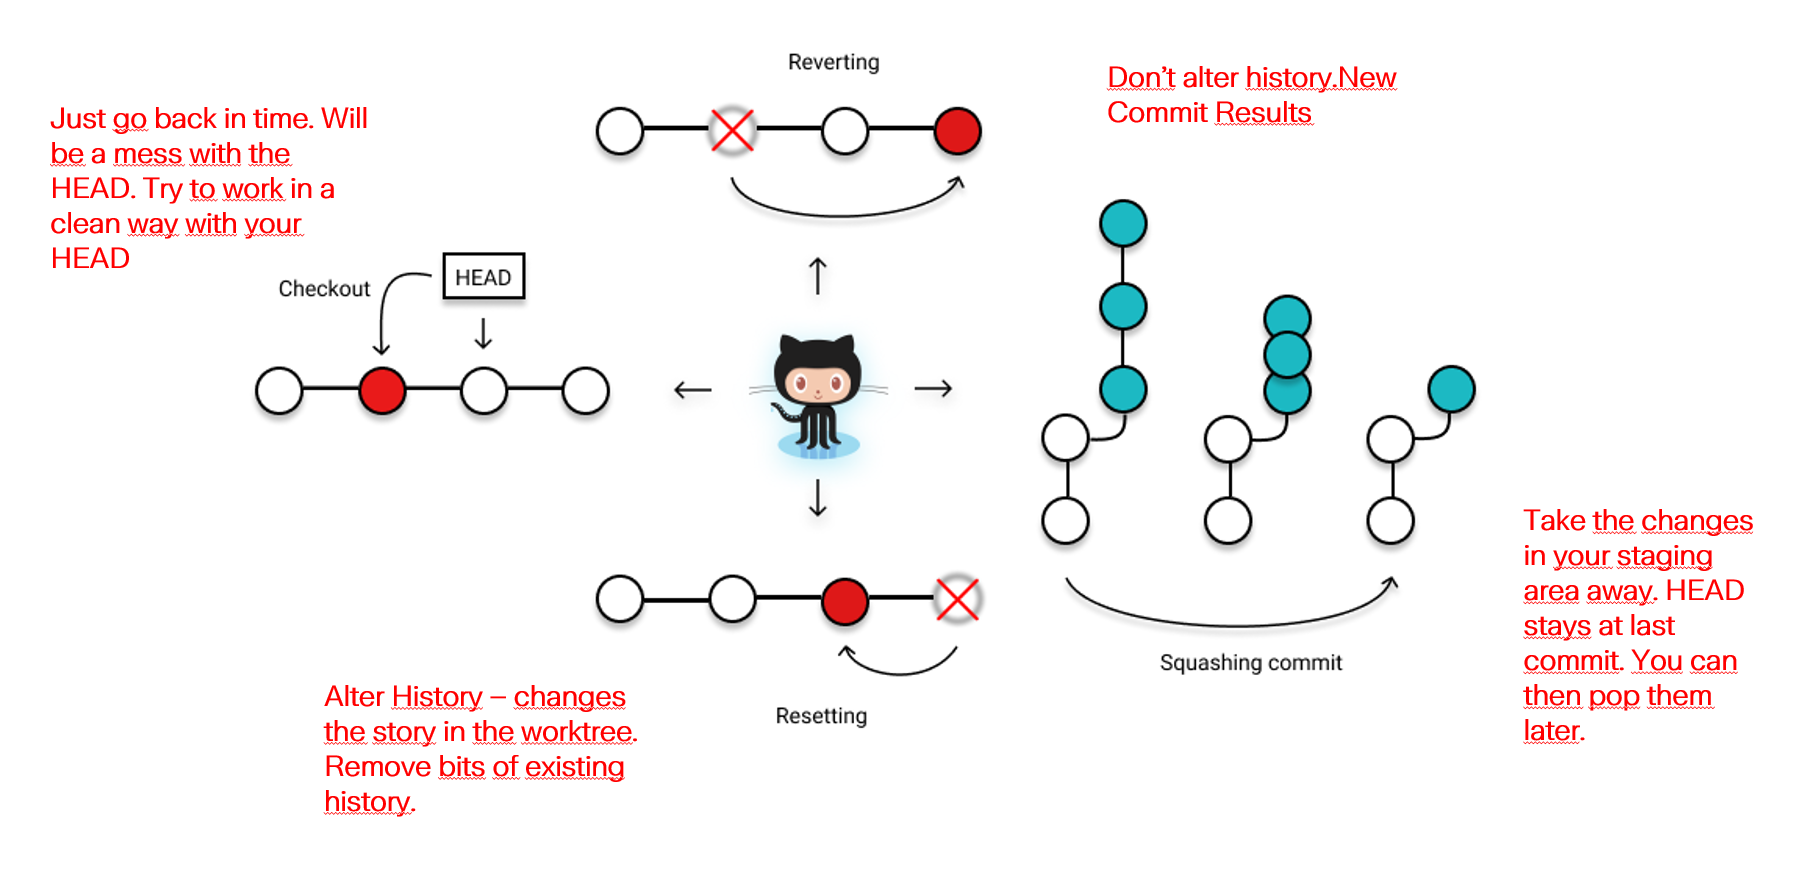 Reverting
Don't alter history.New
Commit Results
Just go back in time. Will
be a mess with the
HEAD. Try to work in a
clean way with your
HEAD
Checkout
HEAD
Take the changes
in your staging
area away. HEAD
stays at last
commit. You can
then pop them
later.
Squashing commit
Alter History – changes
the story in the worktree.
Remove bits of existing
history.
Resetting